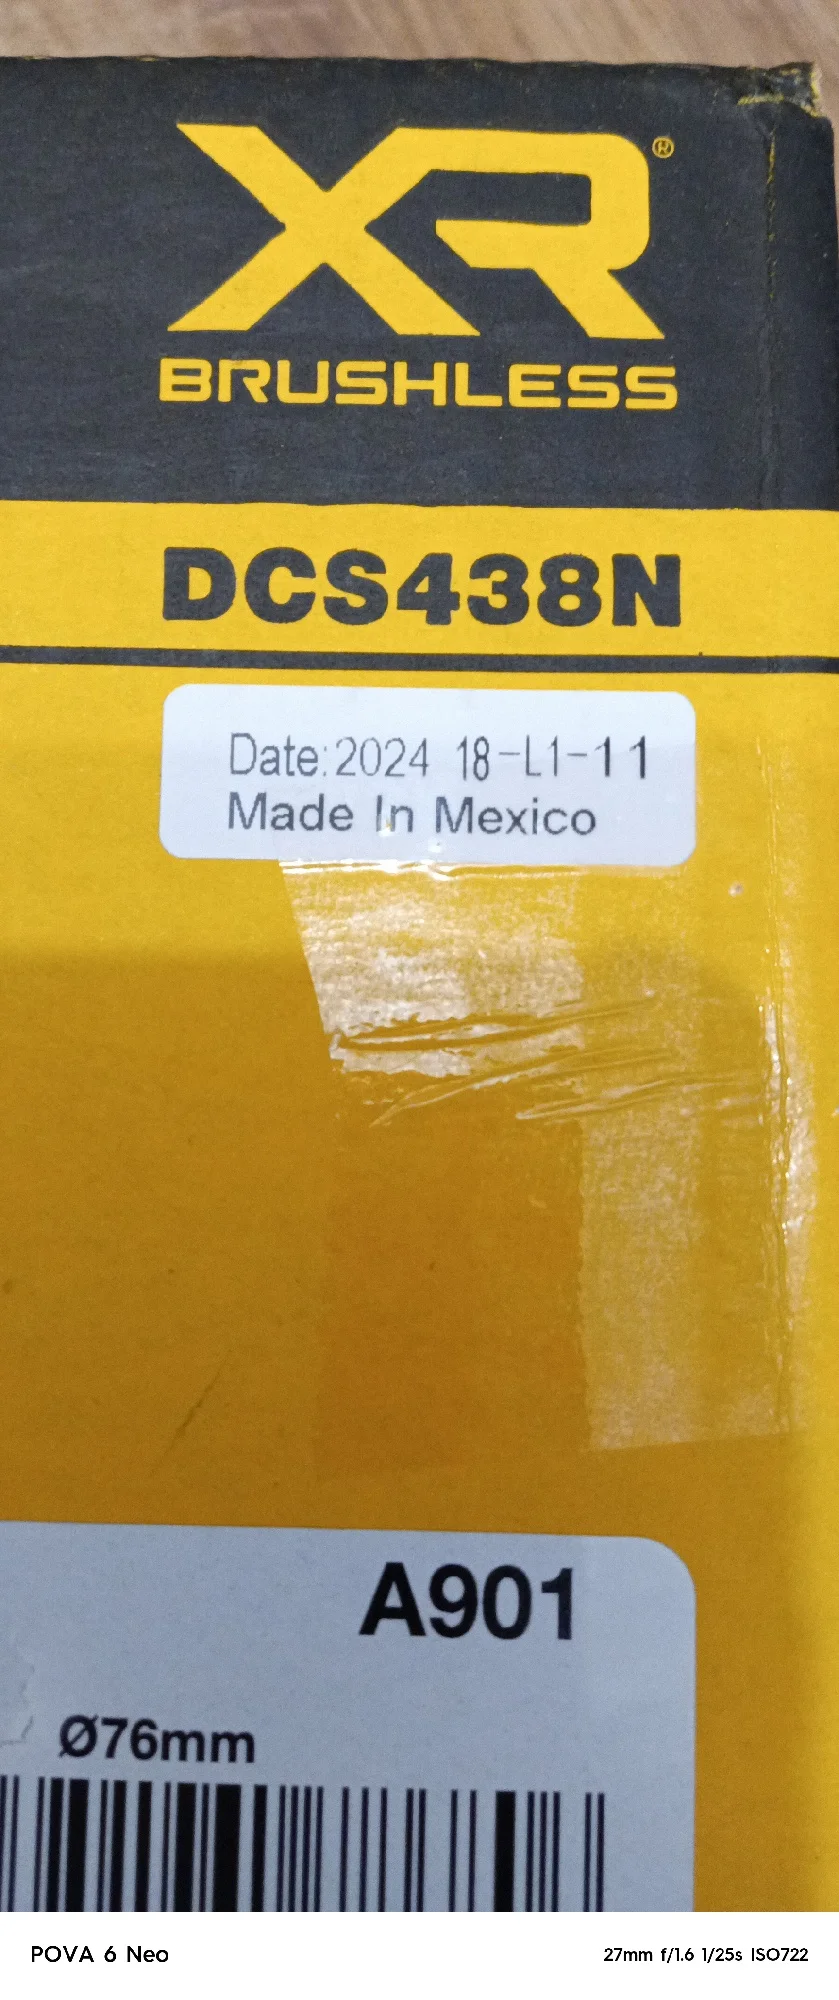 XR®
BRUSHLESS
DCS438N
Date:2024 18-L1-11
Made In Mexico
A901
Ø76mm
POVA 6 Neo
27mm f/1.6 1/25s ISO722